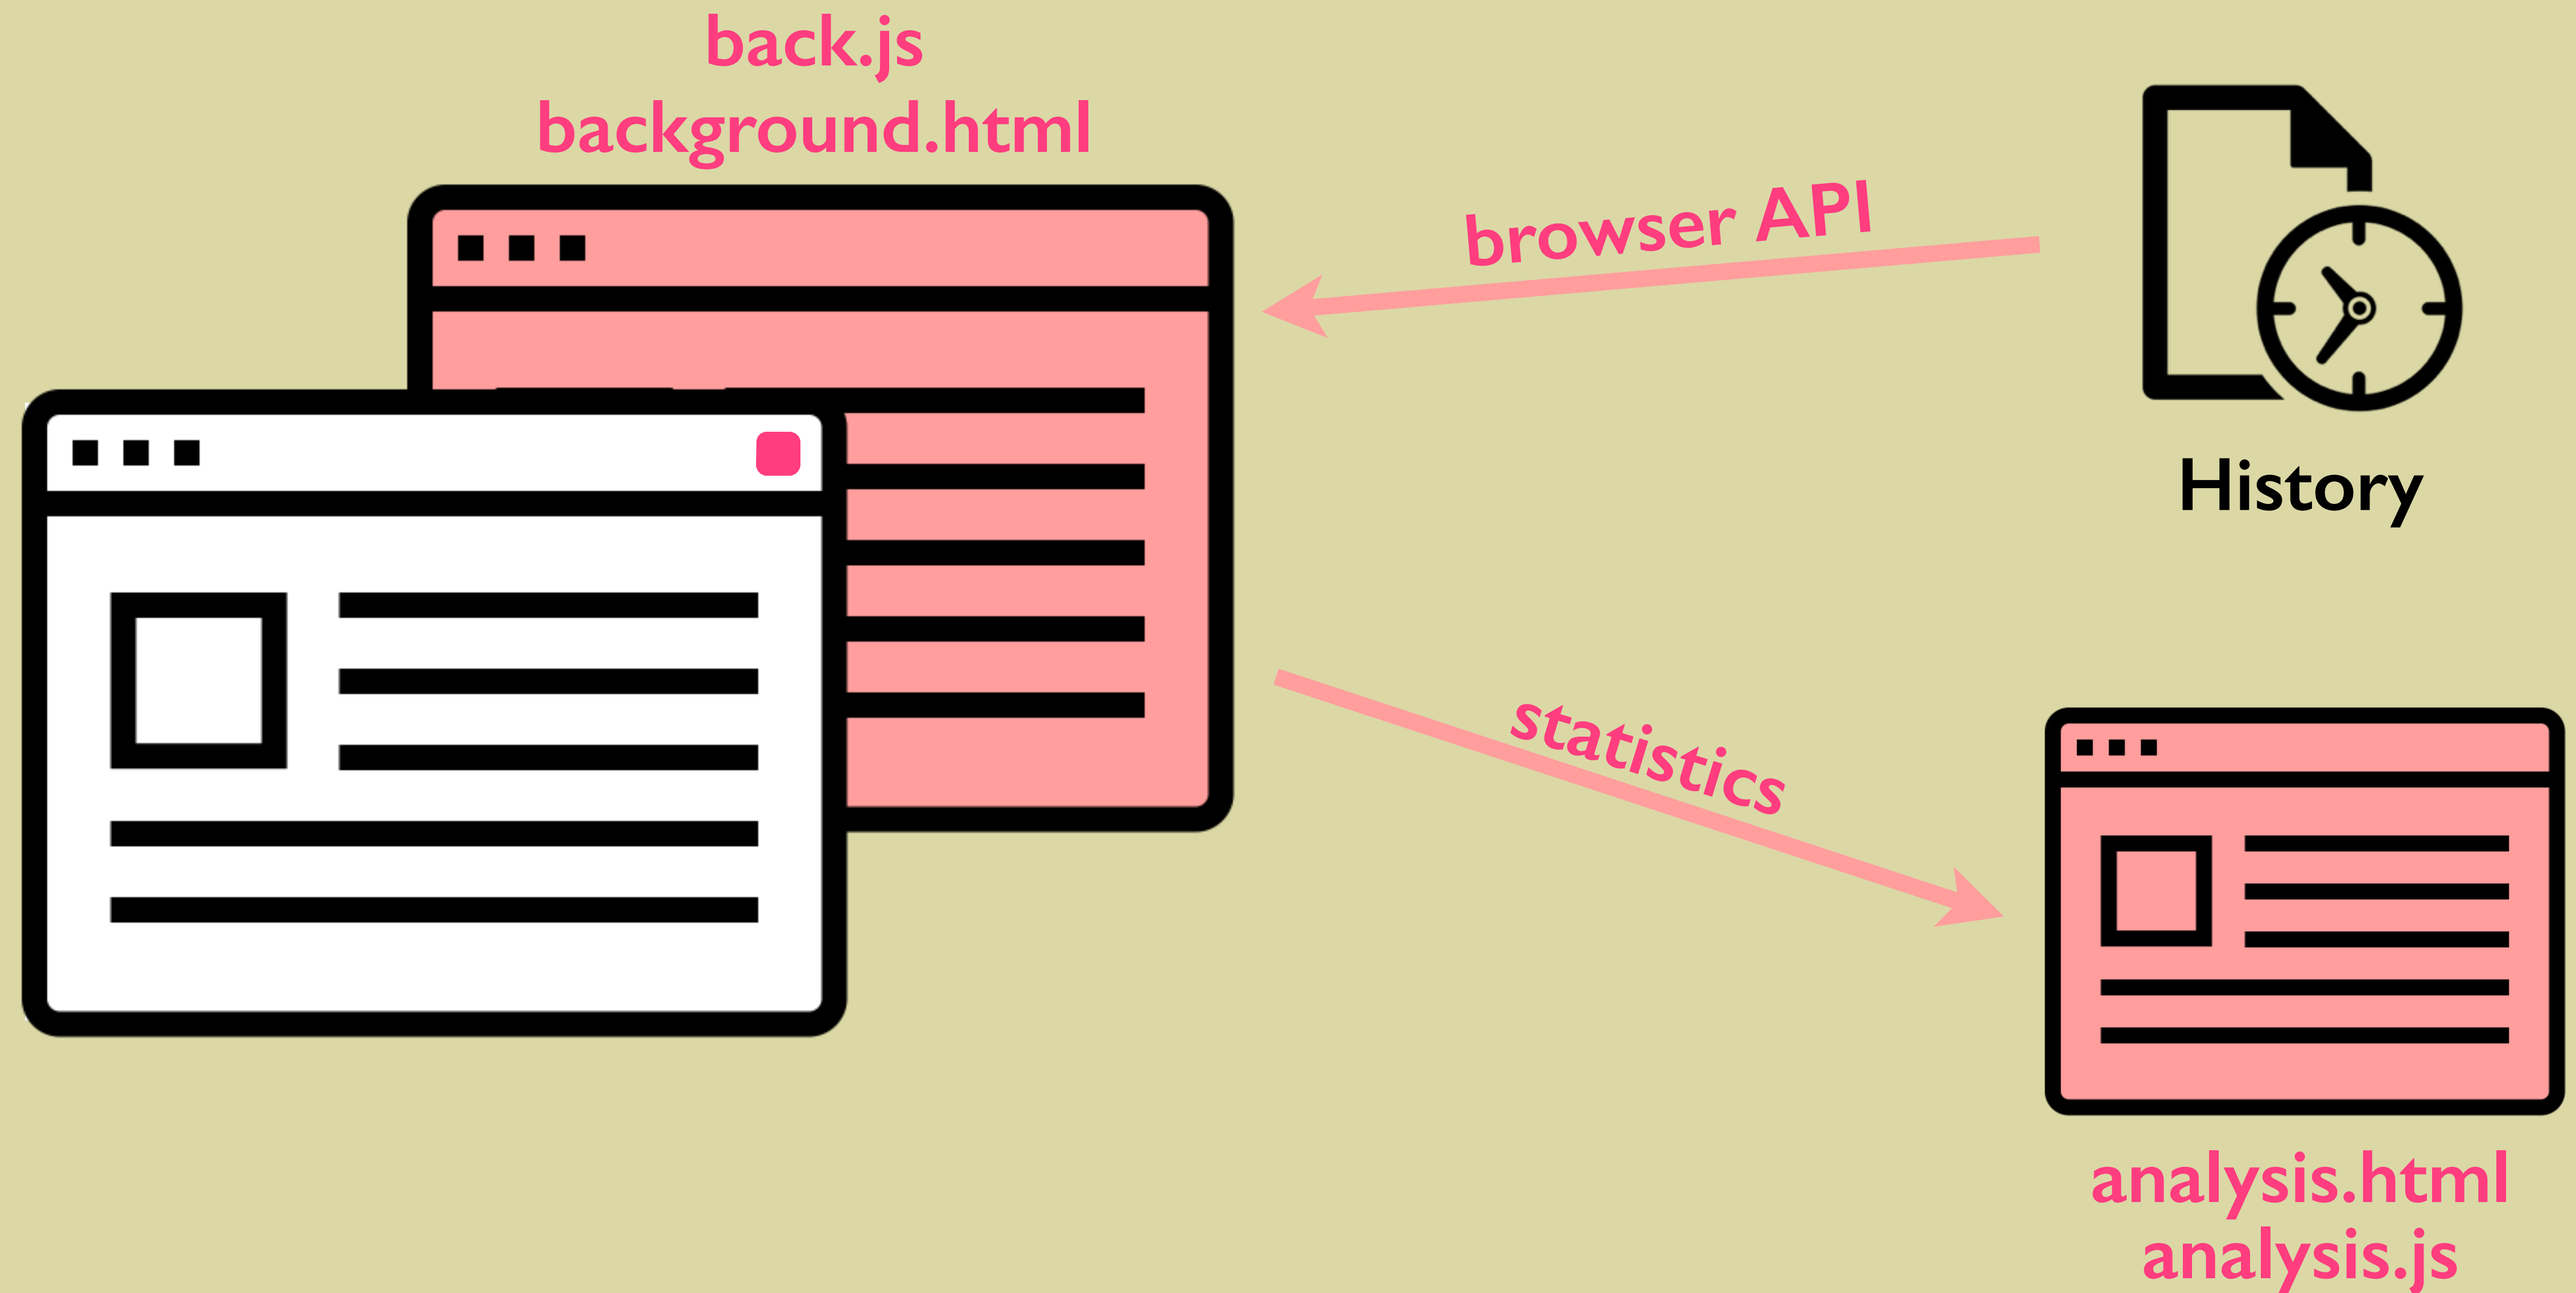 back.js
background.html
browser API
History
statistics
analysis.html
analysis.js